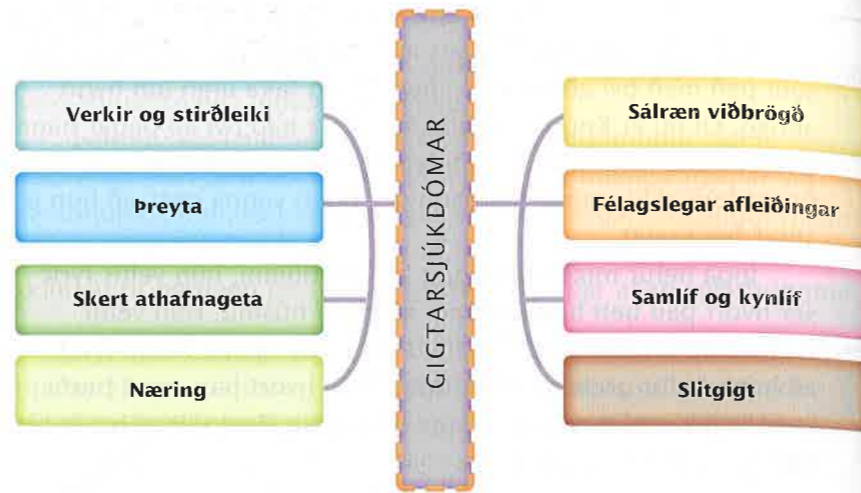 Verkir og stirðleiki
Þreyta
Skert athafnageta
Næring
GIGTARSJÚKDÓMAR
Sálræn viðbrögð
Félagslegar afleiðingar
Samlíf og kynlíf
Slitgigt